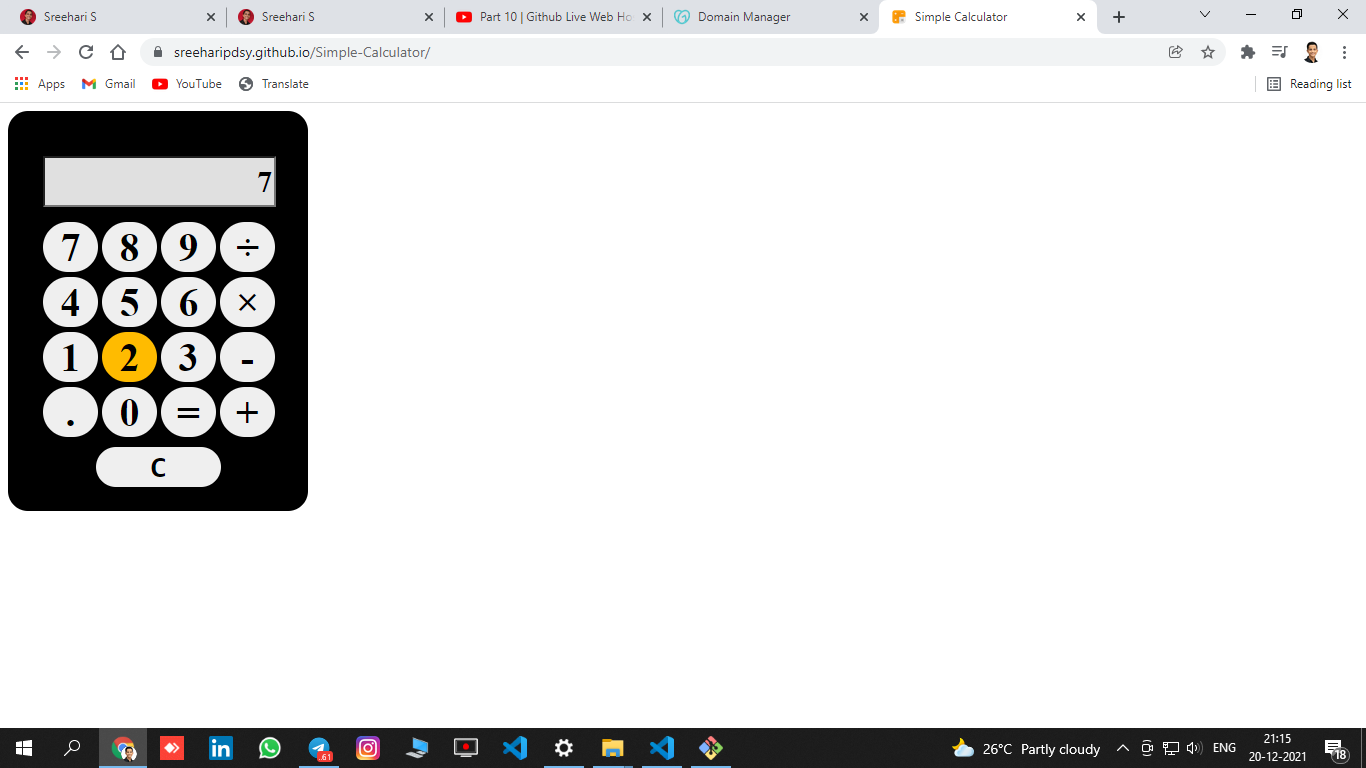 Sreehari S
Sreehari S
Part 10 | Github Live Web Ho
Domain Manager
Simple Calculator
sreeharipdsy.github.io/Simple-Calculator/
Apps
Gmail
YouTube
Translate
Reading list
7
7 8 9 ÷
4 5 6 ×
1 2 3 -
. 0 = +
C
61
26°C Partly cloudy
ENG
21:15
20-12-2021
18